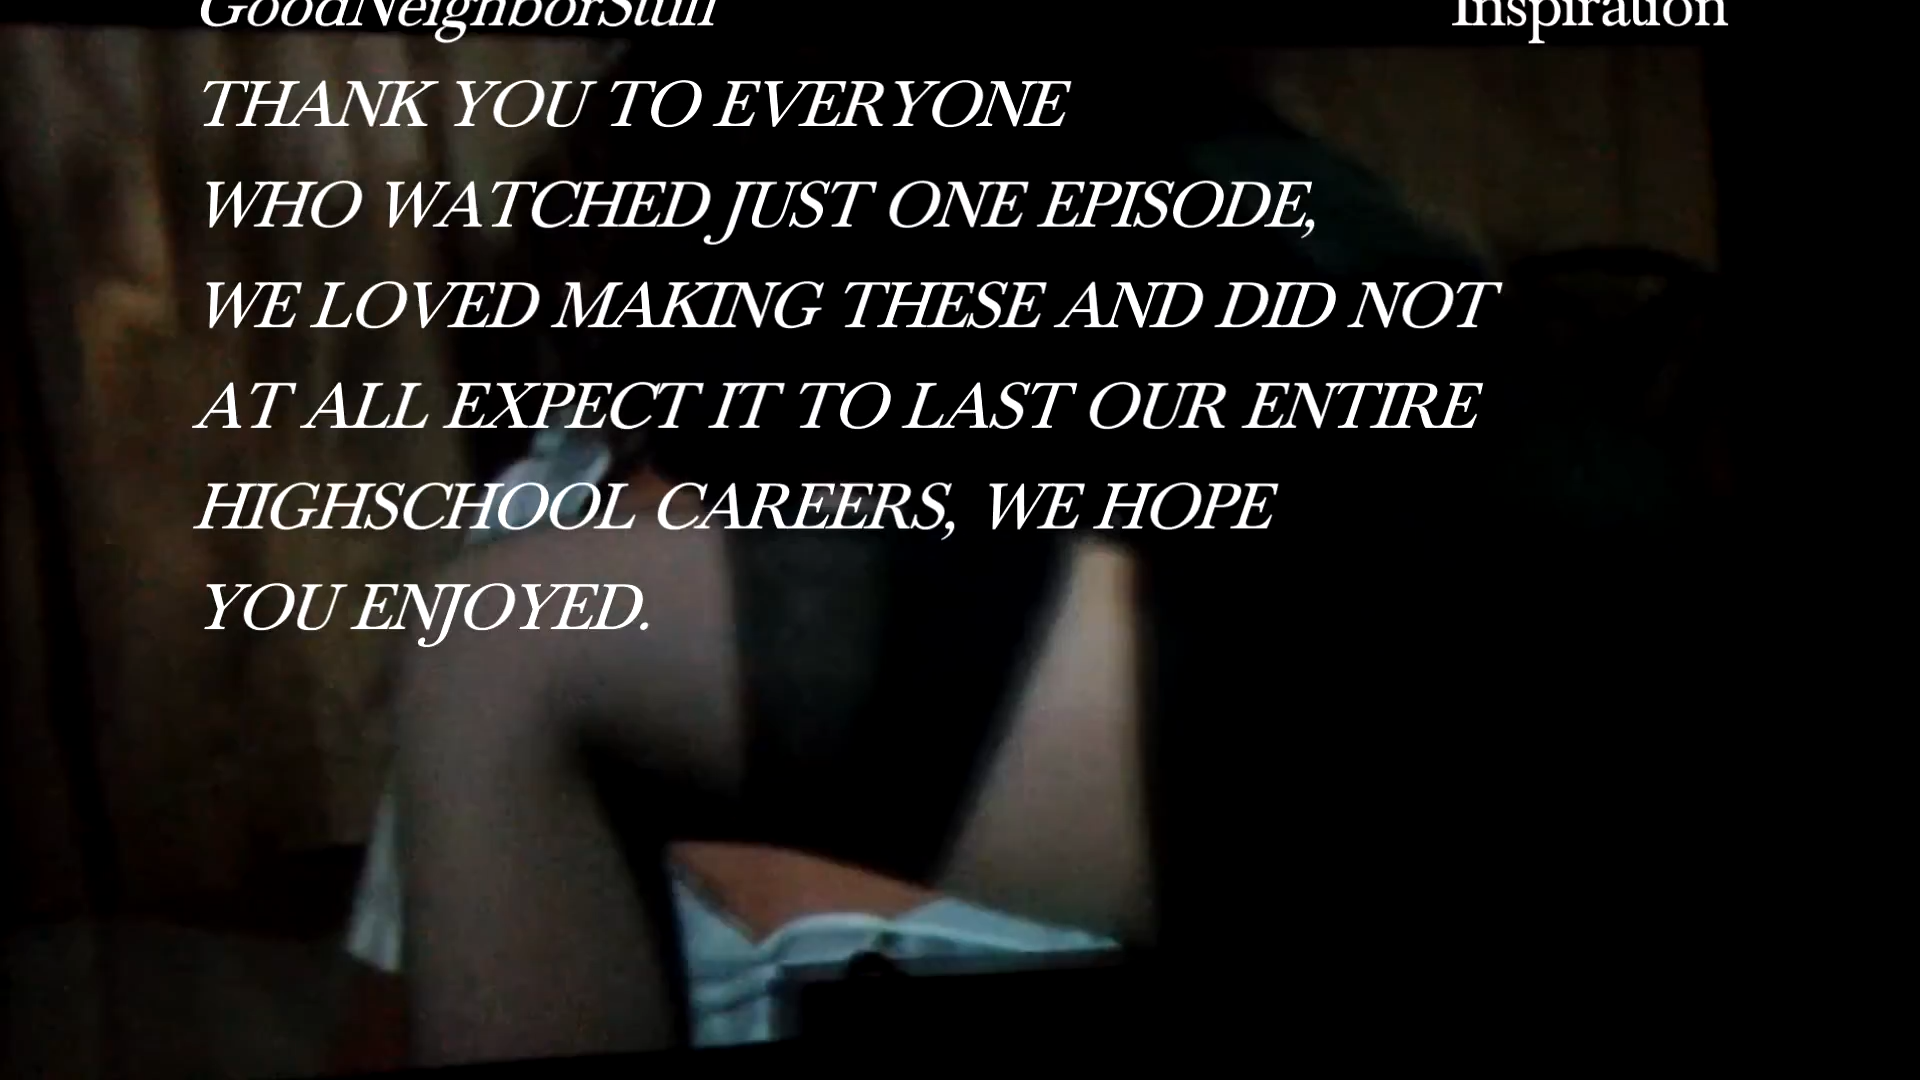 GoodNeighborStuff Inspiration
THANK YOU TO EVERYONE
WHO WATCHED JUST ONE EPISODE,
WE LOVED MAKING THESE AND DID NOT
AT ALL EXPECT IT TO LAST OUR ENTIRE
HIGHSCHOOL CAREERS, WE HOPE
YOU ENJOYED.